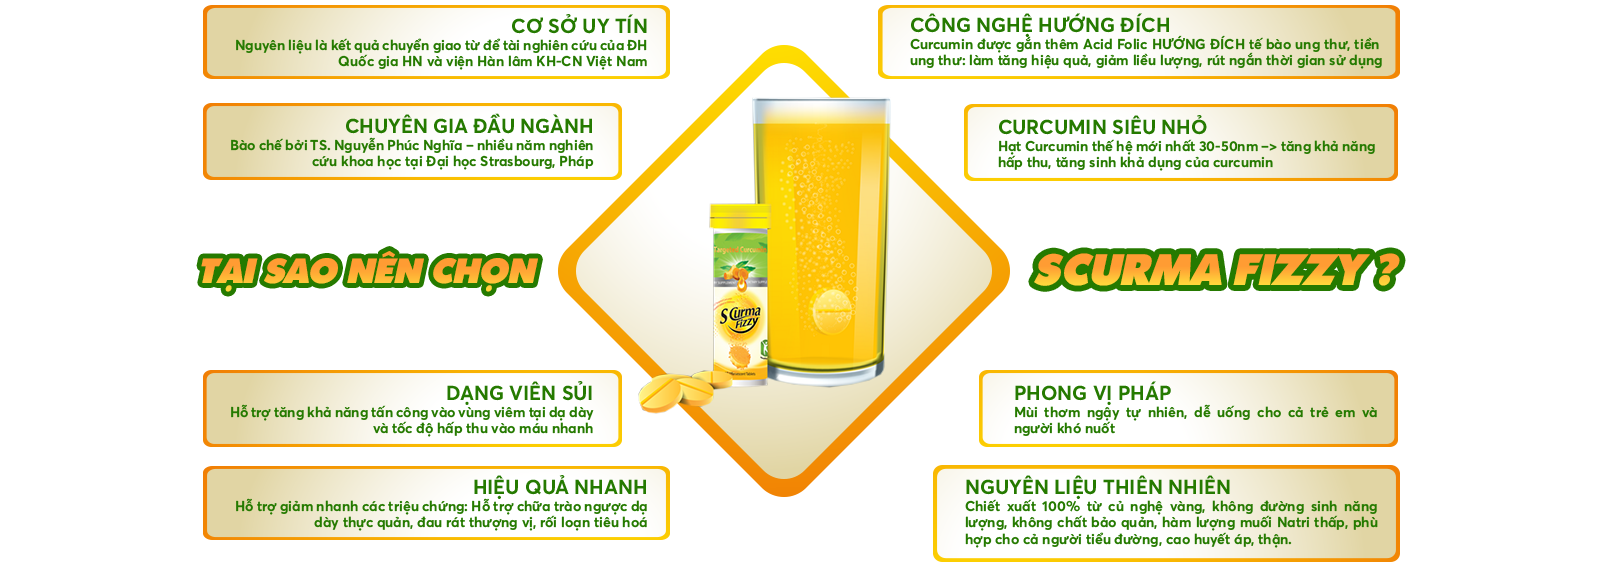 CƠ SỞ UY TÍN
Nguyên liệu là kết quả chuyển giao từ để tài nghiên cứu của ĐH
Quốc gia HN và viện Hàn lâm KH-CN Việt Nam
CHUYÊN GIA ĐẦU NGÀNH
Bào chế bởi TS. Nguyễn Phúc Nghĩa – nhiều năm nghiên
cứu khoa học tại Đại học Strasbourg, Pháp
TẠI SAO NÊN CHỌN
DẠNG VIÊN SỦI
Hỗ trợ tăng khả năng tấn công vào vùng viêm tại dạ dày
và tốc độ hấp thu vào máu nhanh
HIỆU QUẢ NHANH
Hỗ trợ giảm nhanh các triệu chứng: Hỗ trợ chữa trào ngược dạ
dày thực quản, đau rát thượng vị, rối loạn tiêu hoá
S Curma
Fizzy
CÔNG NGHỆ HƯỚNG ĐÍCH
Curcumin được gắn thêm Acid Folic HƯỚNG ĐÍCH tế bào ung thư, tiền
ung thư: làm tăng hiệu quả, giảm liều lượng, rút ngắn thời gian sử dụng
CURCUMIN SIÊU NHỎ
Hạt Curcumin thế hệ mới nhất 30-50nm –> tăng khả năng
hấp thu, tăng sinh khả dụng của curcumin
SCURMA FIZZY ?
PHONG VỊ PHÁP
Mùi thơm ngậy tự nhiên, dễ uống cho cả trẻ em và
người khó nuốt
NGUYÊN LIỆU THIÊN NHIÊN
Chiết xuất 100% từ củ nghệ vàng, không đường sinh năng
lượng, không chất bảo quản, hàm lượng muối Natri thấp, phù
hợp cho cả người tiểu đường, cao huyết áp, thận.